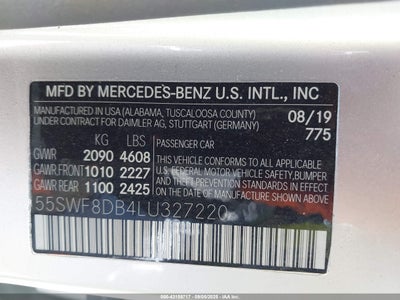 MFD BY MERCEDES-BENZ U.S. INTL., INC
MANUFACTURED IN USA (ALABAMA, TUSCALOOSA COUNTY) 08/19
UNDER CONTRACT FOR DAIMLER AG, STUTTGART (GERMANY) 775
KG LBS PASSENGER CAR
GVWR 2090 4608
GAWR FRONT 1010 2227
GAWR REAR 1100 2425
THIS VEHICLE CONFORMS TO ALL APPLICABLE
U.S. FEDERAL MOTOR VEHICLE SAFETY, BUMPER
AND THEFT PREVENTION STANDARDS IN EFFECT
ON THE DATE OF MANUFACTURE SHOWN ABOVE.
55SWF8DB4LU327220